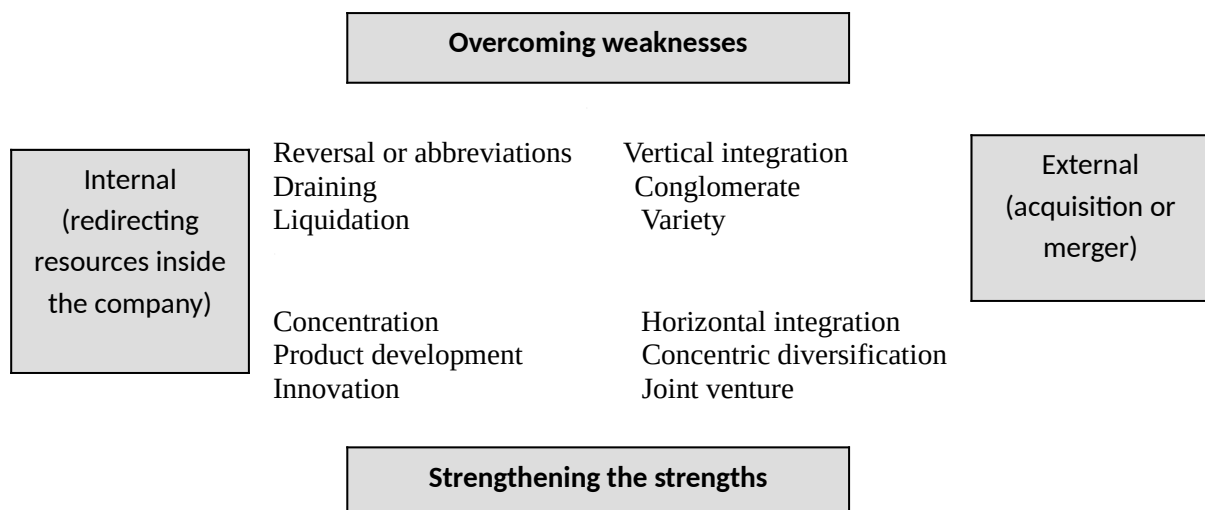 Overcoming weaknesses
Internal
(redirecting
resources inside
the company)
Reversal or abbreviations
Draining
Liquidation
Vertical integration
Conglomerate
Variety
External
(acquisition or
merger)
Concentration
Product development
Innovation
Horizontal integration
Concentric diversification
Joint venture
Strengthening the strengths